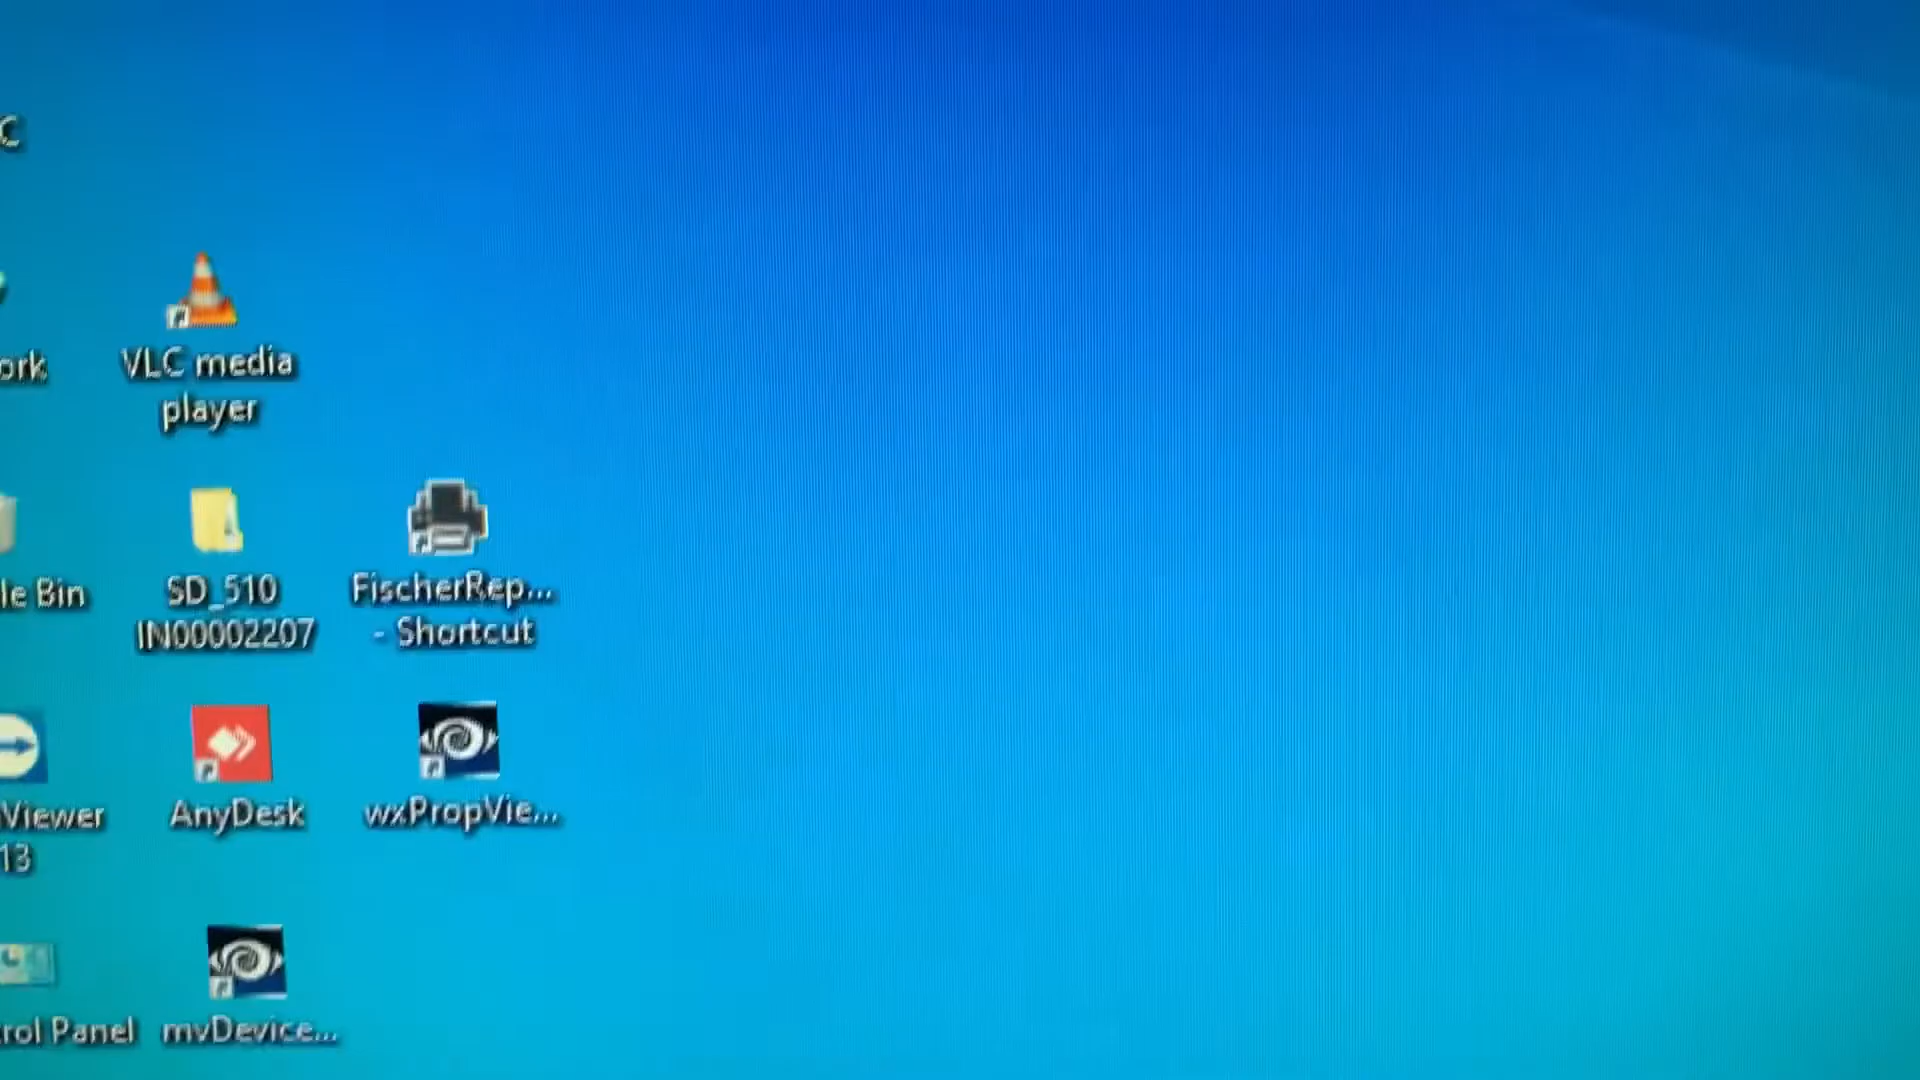 C
ork
VLC media
player
le Bin
SD_510
IN00002207
FischerRep...
- Shortcut
Viewer
13
AnyDesk
wxPropVie...
rol Panel
mvDevice...